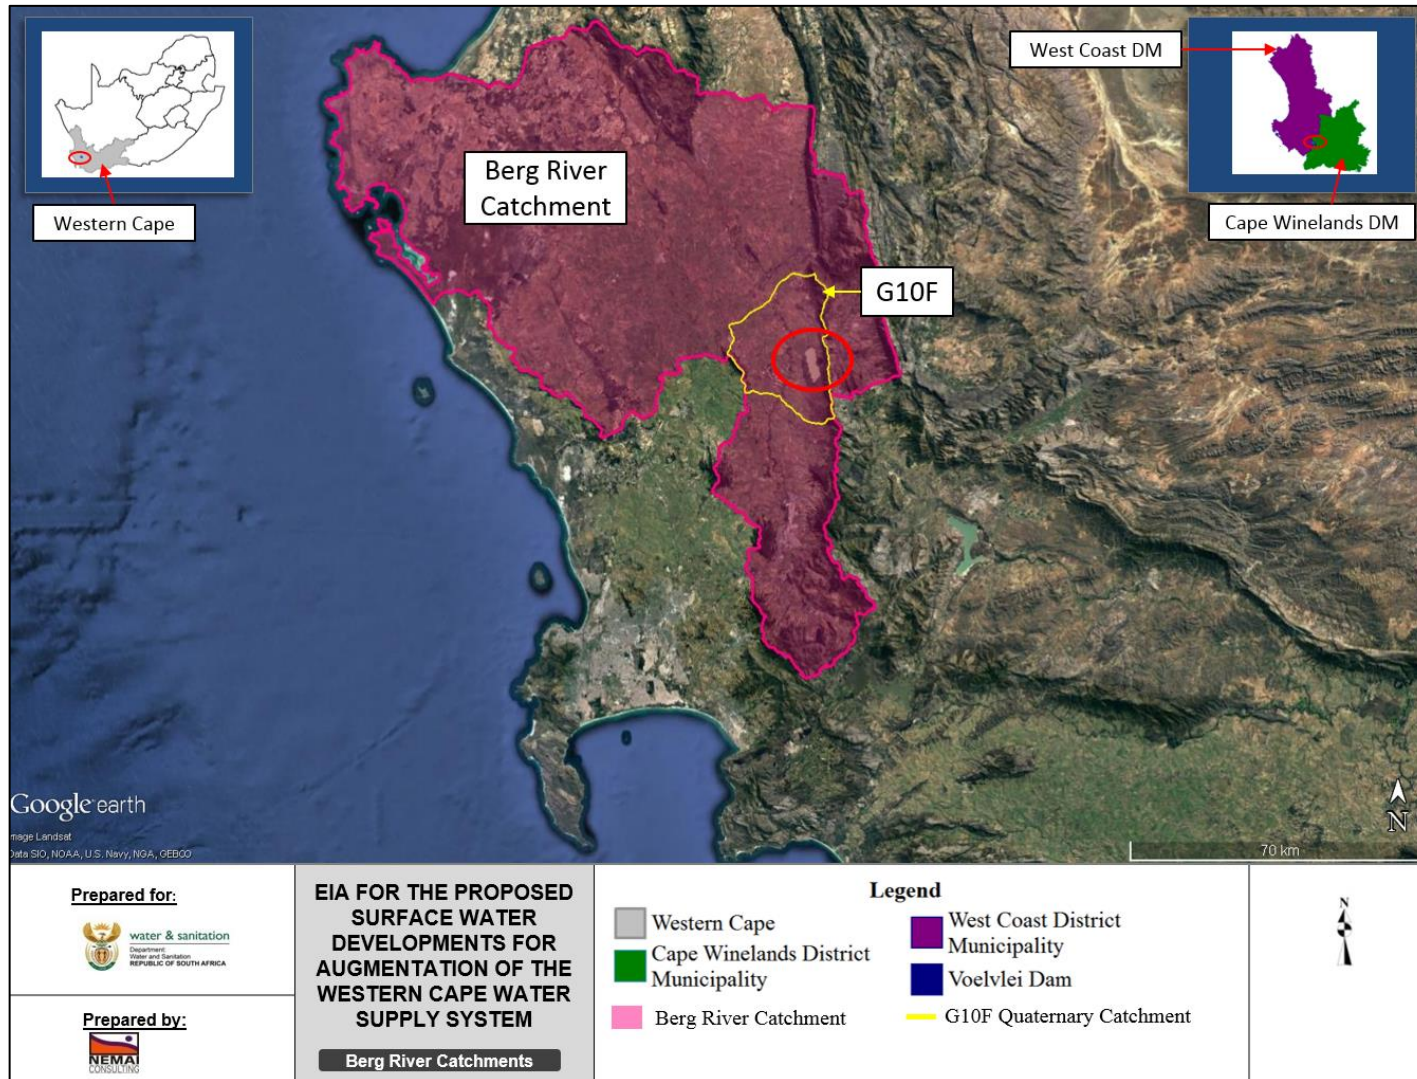 West Coast DM
Berg River
Catchment
Western Cape
Cape Winelands DM
G10F
Google earth
mage Landsat
Data SIO, NOAA, U.S. Navy, NGA, GEBCO
N
70 km
Prepared for:
water & sanitation
Department:
Water and Sanitation
REPUBLIC OF SOUTH AFRICA
Prepared by:
NEMAI
CONSULTING
EIA FOR THE PROPOSED
SURFACE WATER
DEVELOPMENTS FOR
AUGMENTATION OF THE
WESTERN CAPE WATER
SUPPLY SYSTEM
Berg River Catchments
Legend
Western Cape
Cape Winelands District
Municipality
Berg River Catchment
West Coast District
Municipality
Voelvlei Dam
G10F Quaternary Catchment
N